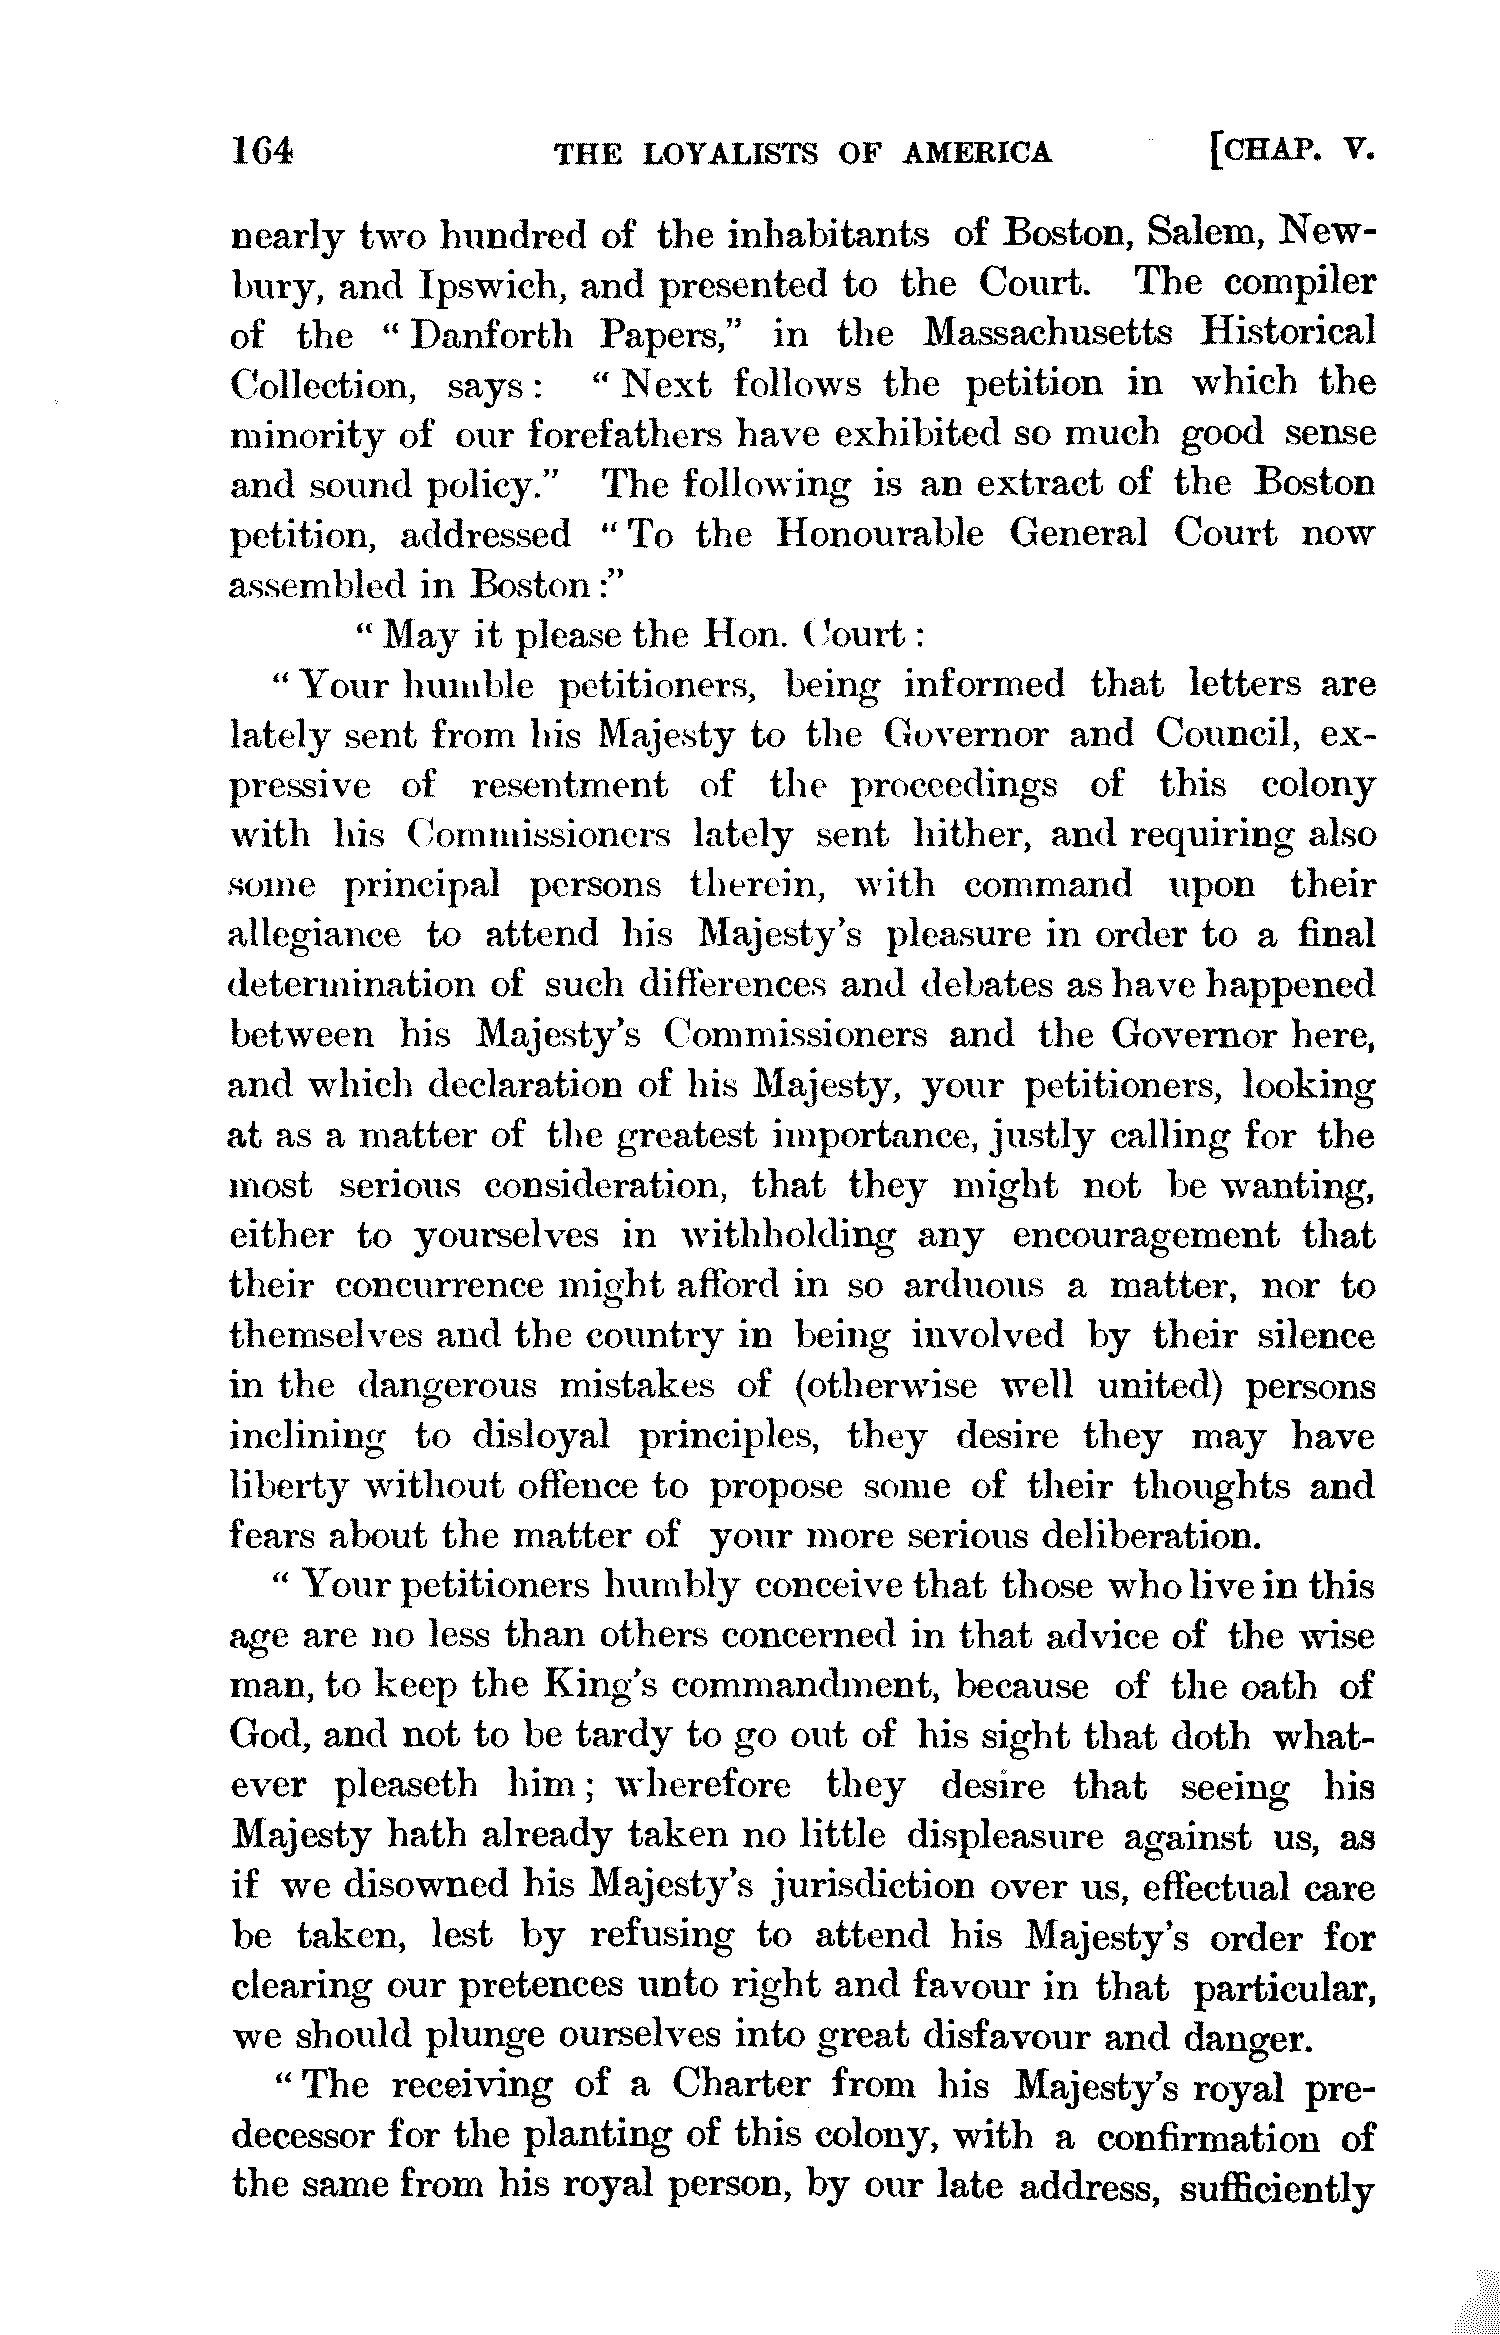 164 THE LOYALISTS OF AMERICA [CHAP. V.
nearly two hundred of the inhabitants of Boston, Salem, New-
bury, and Ipswich, and presented to the Court. The compiler
of the “Danforth Papers,” in the Massachusetts Historical
Collection, says: “Next follows the petition in which the
minority of our forefathers have exhibited so much good sense
and sound policy.” The following is an extract of the Boston
petition, addressed “To the Honourable General Court now
assembled in Boston:”
“May it please the Hon. Court:
“Your humble petitioners, being informed that letters are
lately sent from his Majesty to the Governor and Council, ex-
pressive of resentment of the proceedings of this colony
with his Commissioners lately sent hither, and requiring also
some principal persons therein, with command upon their
allegiance to attend his Majesty's pleasure in order to a final
determination of such differences and debates as have happened
between his Majesty's Commissioners and the Governor here,
and which declaration of his Majesty, your petitioners, looking
at as a matter of the greatest importance, justly calling for the
most serious consideration, that they might not be wanting,
either to yourselves in withholding any encouragement that
their concurrence might afford in so arduous a matter, nor to
themselves and the country in being involved by their silence
in the dangerous mistakes of (otherwise well united) persons
inclining to disloyal principles, they desire they may have
liberty without offence to propose some of their thoughts and
fears about the matter of your more serious deliberation.
“Your petitioners humbly conceive that those who live in this
age are no less than others concerned in that advice of the wise
man, to keep the King's commandment, because of the oath of
God, and not to be tardy to go out of his sight that doth what-
ever pleaseth him; wherefore they desire that seeing his
Majesty hath already taken no little displeasure against us, as
if we disowned his Majesty's jurisdiction over us, effectual care
be taken, lest by refusing to attend his Majesty's order for
clearing our pretences unto right and favour in that particular,
we should plunge ourselves into great disfavour and danger.
“The receiving of a Charter from his Majesty's royal pre-
decessor for the planting of this colony, with a confirmation of
the same from his royal person, by our late address, sufficiently